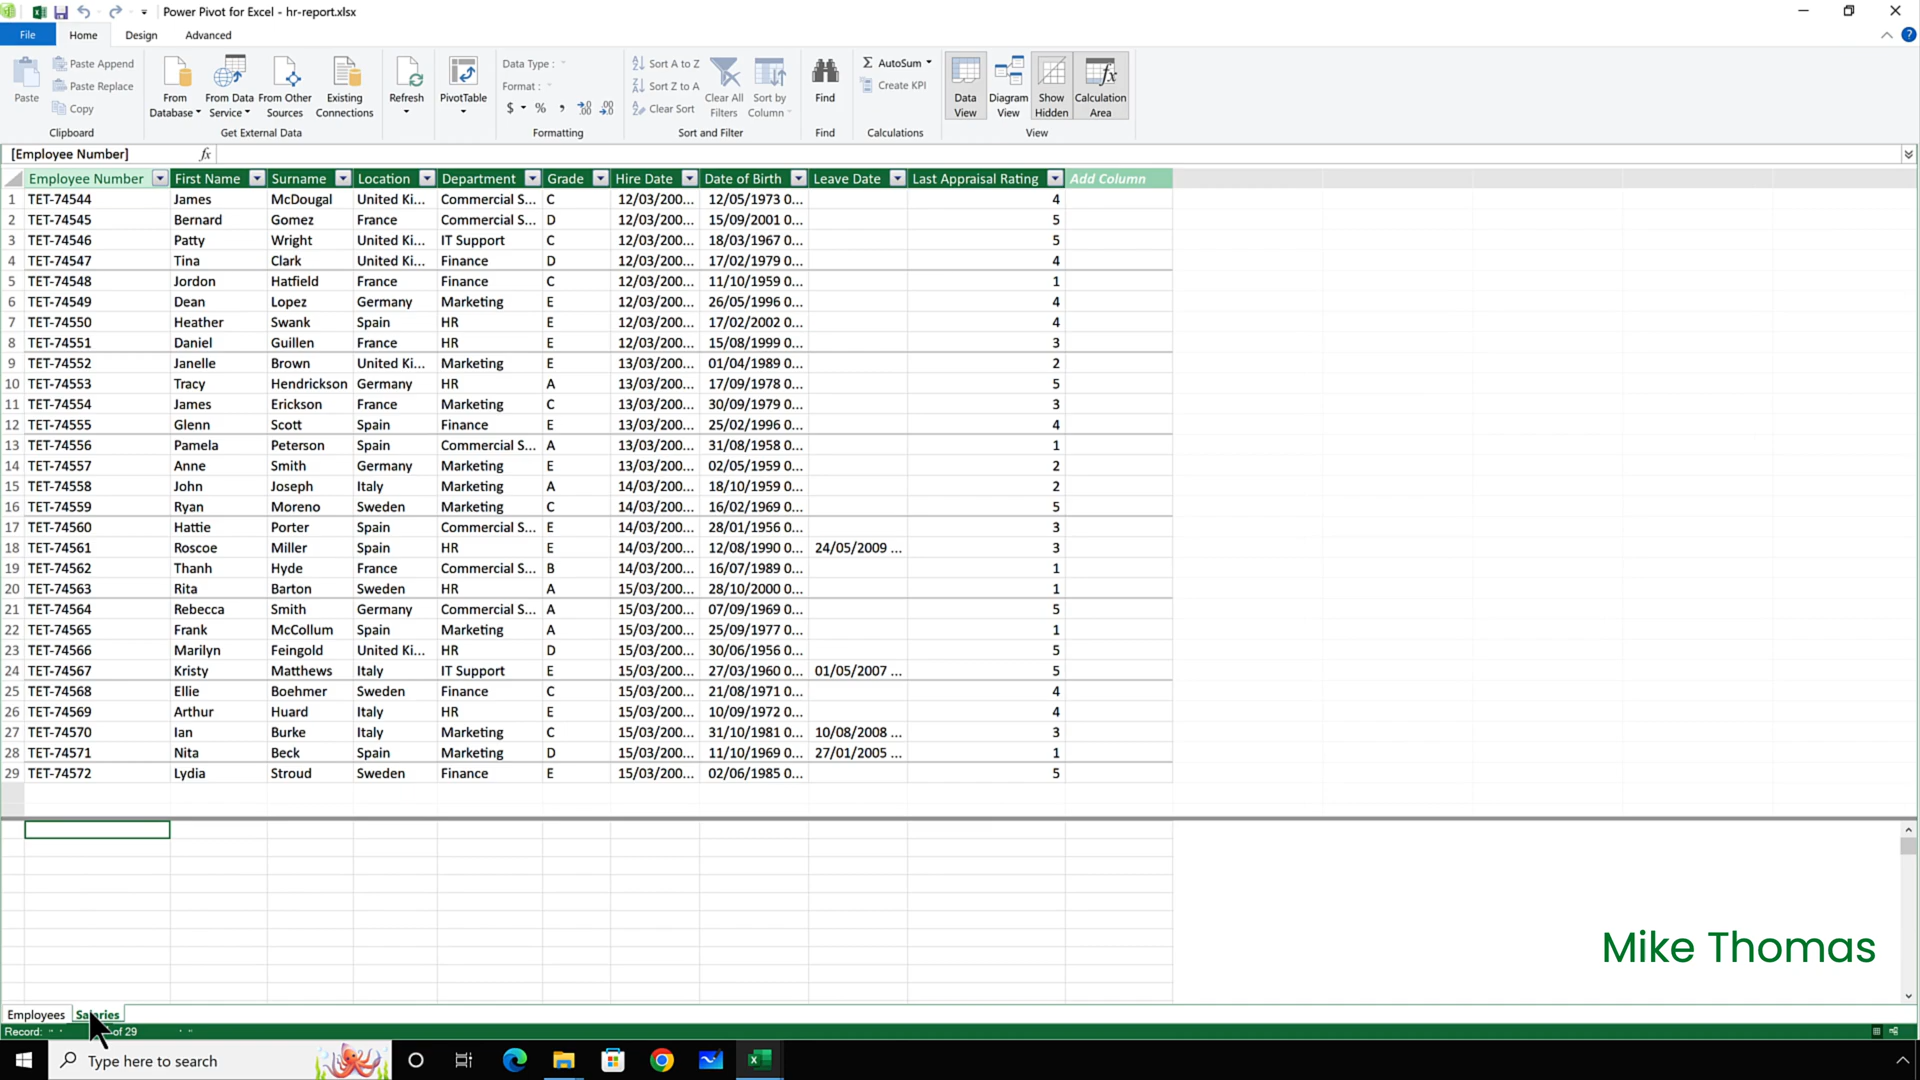 Power Pivot for Excel - hr-report.xlsx
File Home Design Advanced
Paste
Paste Append
Paste Replace
Copy
Clipboard
From Database
From Data Service
From Other Sources
Existing Connections
Get External Data
Refresh
PivotTable
Data Type :
Format :
$ % ,
Formatting
Sort A to Z
Sort Z to A
Clear Sort
Clear All Filters
Sort by Column
Sort and Filter
Find
Find
AutoSum
Create KPI
Calculations
Data View
Diagram View
Show Hidden
Calculation Area
View
[Employee Number] fx
Employee Number First Name Surname Location Department Grade Hire Date Date of Birth Leave Date Last Appraisal Rating Add Column
1 TET-74544 James McDougal United Ki... Commercial S... C 12/03/200... 12/05/1973 0... 4
2 TET-74545 Bernard Gomez France Commercial S... D 12/03/200... 15/09/2001 0... 5
3 TET-74546 Patty Wright United Ki... IT Support C 12/03/200... 18/03/1967 0... 5
4 TET-74547 Tina Clark United Ki... Finance D 12/03/200... 17/02/1979 0... 4
5 TET-74548 Jordon Hatfield France Finance C 12/03/200... 11/10/1959 0... 1
6 TET-74549 Dean Lopez Germany Marketing E 12/03/200... 26/05/1996 0... 4
7 TET-74550 Heather Swank Spain HR E 12/03/200... 17/02/2002 0... 4
8 TET-74551 Daniel Guillen France HR E 12/03/200... 15/08/1999 0... 3
9 TET-74552 Janelle Brown United Ki... Marketing E 13/03/200... 01/04/1989 0... 2
10 TET-74553 Tracy Hendrickson Germany HR A 13/03/200... 17/09/1978 0... 5
11 TET-74554 James Erickson France Marketing C 13/03/200... 30/09/1979 0... 3
12 TET-74555 Glenn Scott Spain Finance E 13/03/200... 25/02/1996 0... 4
13 TET-74556 Pamela Peterson Spain Commercial S... A 13/03/200... 31/08/1958 0... 1
14 TET-74557 Anne Smith Germany Marketing E 13/03/200... 02/05/1959 0... 2
15 TET-74558 John Joseph Italy Marketing A 14/03/200... 18/10/1959 0... 2
16 TET-74559 Ryan Moreno Sweden Marketing C 14/03/200... 16/02/1969 0... 5
17 TET-74560 Hattie Porter Spain Commercial S... E 14/03/200... 28/01/1956 0... 3
18 TET-74561 Roscoe Miller Spain HR E 14/03/200... 12/08/1990 0... 24/05/2009 ... 3
19 TET-74562 Thanh Hyde France Commercial S... B 14/03/200... 16/07/1989 0... 1
20 TET-74563 Rita Barton Sweden HR A 15/03/200... 28/10/2000 0... 1
21 TET-74564 Rebecca Smith Germany Commercial S... A 15/03/200... 07/09/1969 0... 5
22 TET-74565 Frank McCollum Spain Marketing A 15/03/200... 25/09/1977 0... 1
23 TET-74566 Marilyn Feingold United Ki... HR D 15/03/200... 30/06/1956 0... 5
24 TET-74567 Kristy Matthews Italy IT Support E 15/03/200... 27/03/1960 0... 01/05/2007 ... 5
25 TET-74568 Ellie Boehmer Sweden Finance C 15/03/200... 21/08/1971 0... 4
26 TET-74569 Arthur Huard Italy HR E 15/03/200... 10/09/1972 0... 4
27 TET-74570 Ian Burke Italy Marketing C 15/03/200... 31/10/1981 0... 10/08/2008 ... 3
28 TET-74571 Nita Beck Spain Marketing D 15/03/200... 11/10/1969 0... 27/01/2005 ... 1
29 TET-74572 Lydia Stroud Sweden Finance E 15/03/200... 02/06/1985 0... 5
Mike Thomas
Employees Salaries
Record: of 29
Type here to search